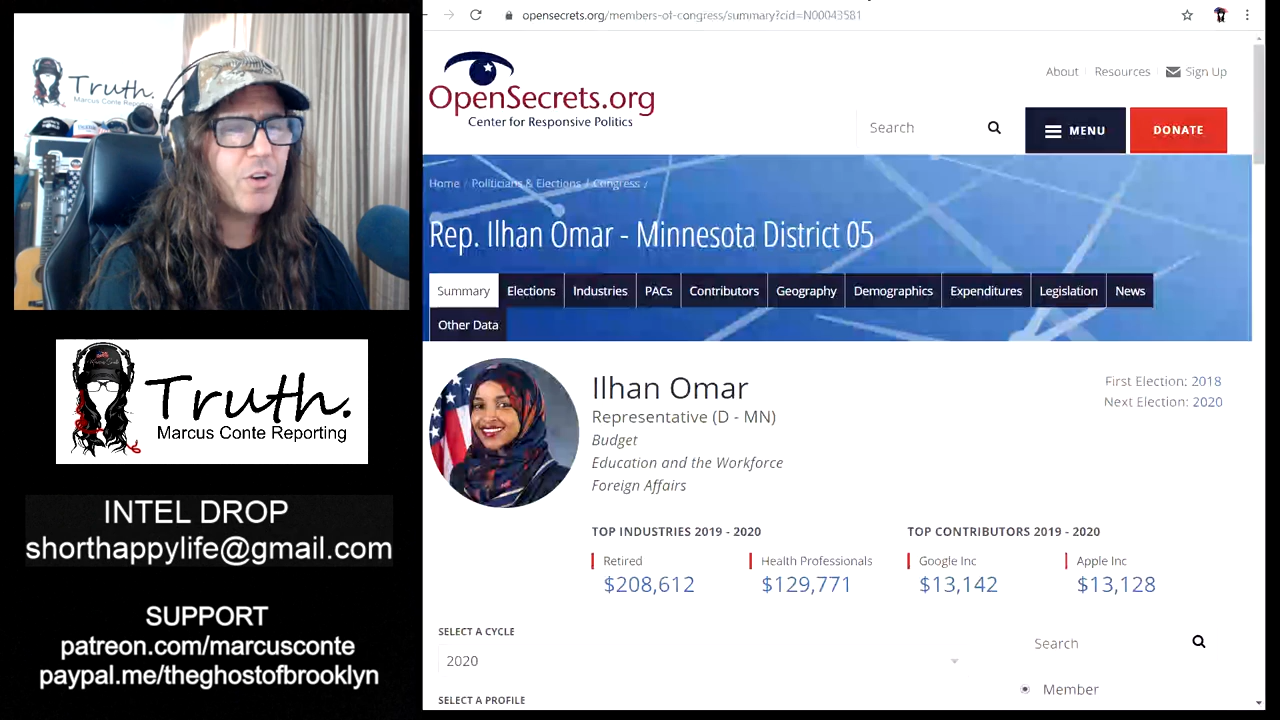 opensecrets.org/members-of-congress/summary?cid=N00043581
Truth.
Marcus Conte Reporting
OpenSecrets.org
Center for Responsive Politics
About
Resources
Sign Up
Search
MENU
DONATE
Home / Politicians & Elections / Congress /
Rep. Ilhan Omar - Minnesota District 05
Summary
Elections
Industries
PACs
Contributors
Geography
Demographics
Expenditures
Legislation
News
Other Data
Ilhan Omar
Representative (D - MN)
Budget
Education and the Workforce
Foreign Affairs
First Election: 2018
Next Election: 2020
TOP INDUSTRIES 2019 - 2020
Retired
$208,612
Health Professionals
$129,771
TOP CONTRIBUTORS 2019 - 2020
Google Inc
$13,142
Apple Inc
$13,128
SELECT A CYCLE
2020
SELECT A PROFILE
Search
Member
Truth.
Marcus Conte Reporting
INTEL DROP
shorthappylife@gmail.com
SUPPORT
patreon.com/marcusconte
paypal.me/theghostofbrooklyn